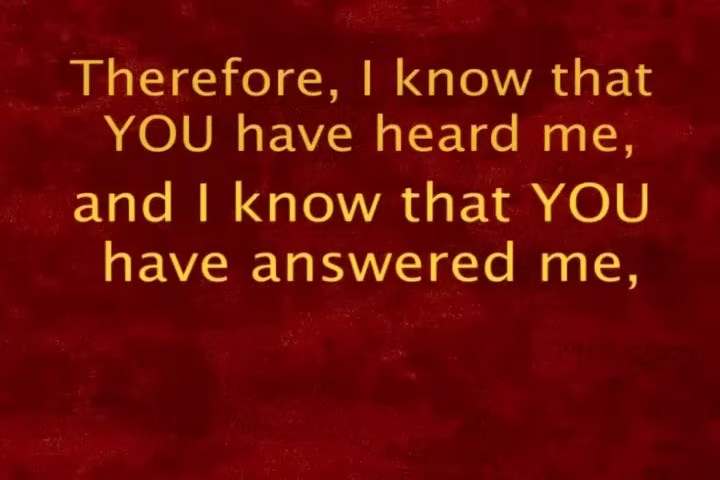 Therefore, I know that
YOU have heard me,
and I know that YOU
have answered me,